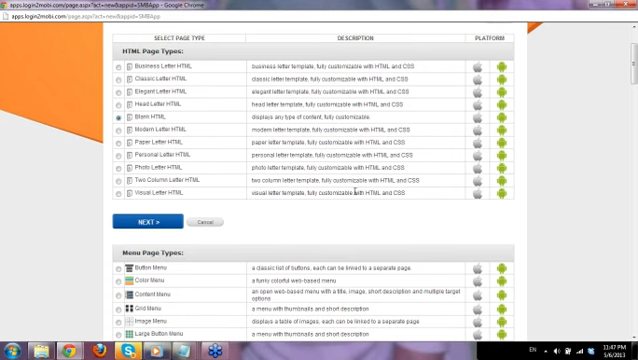 apps.login2mobi.com/page.aspx?act=new&appid=SMBApp - Google Chrome
apps.login2mobi.com/page.aspx?act=new&appid=SMBApp
SELECT PAGE TYPE DESCRIPTION PLATFORM
HTML Page Types:
Business Letter HTML business letter template, fully customizable with HTML and CSS
Classic Letter HTML classic letter template, fully customizable with HTML and CSS
Elegant Letter HTML elegant letter template, fully customizable with HTML and CSS
Head Letter HTML head letter template, fully customizable with HTML and CSS
Blank HTML displays any type of content, fully customizable
Modern Letter HTML modern letter template, fully customizable with HTML and CSS
Paper Letter HTML paper letter template, fully customizable with HTML and CSS
Personal Letter HTML personal letter template, fully customizable with HTML and CSS
Photo Letter HTML photo letter template, fully customizable with HTML and CSS
Two Column Letter HTML two column letter template, fully customizable with HTML and CSS
Visual Letter HTML visual letter template, fully customizable with HTML and CSS
NEXT > Cancel
Menu Page Types:
Button Menu a classic list of buttons, each can be linked to a separate page
Color Menu a funky colorful web-based menu
Content Menu an open web-based menu with a title, image, short description and multiple target options
Grid Menu a menu with thumbnails and short description
Image Menu displays a table of images, each can be linked to a separate page
Large Button Menu a menu with thumbnails and short description
EN 11:47 PM
5/6/2013